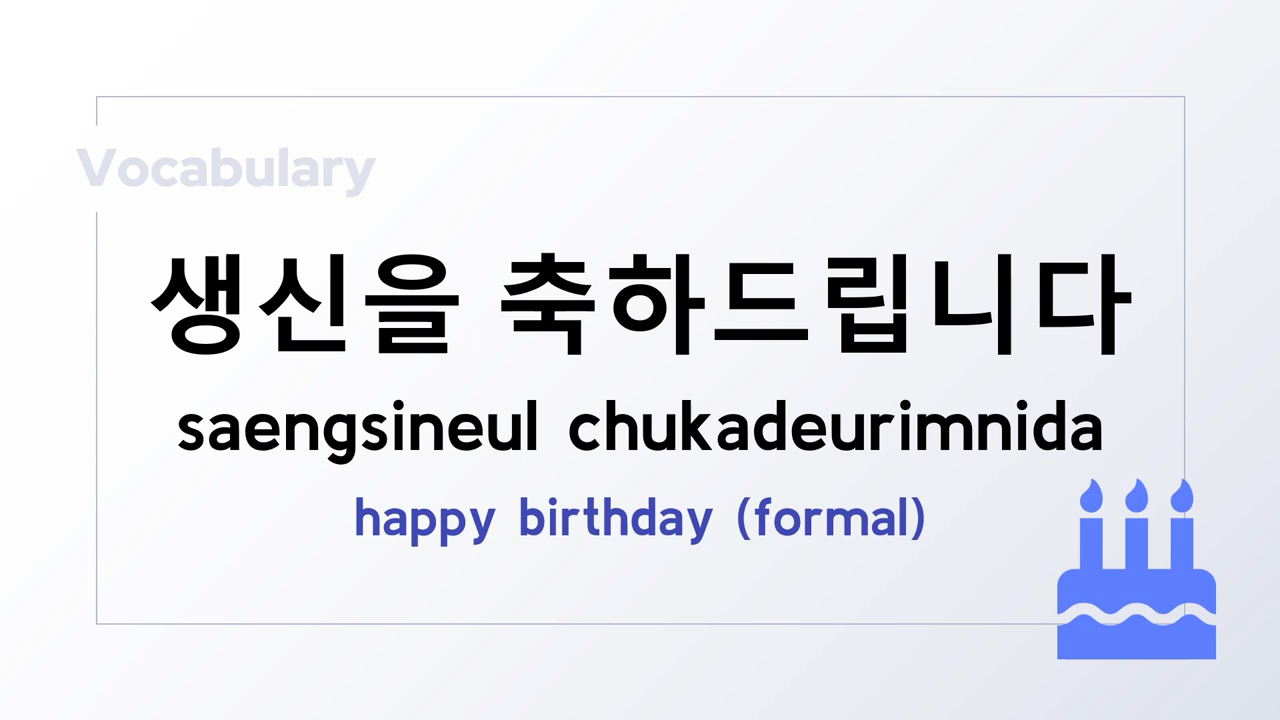 Vocabulary
생신을 축하드립니다
saengsineul chukadeurimnida
happy birthday (formal)